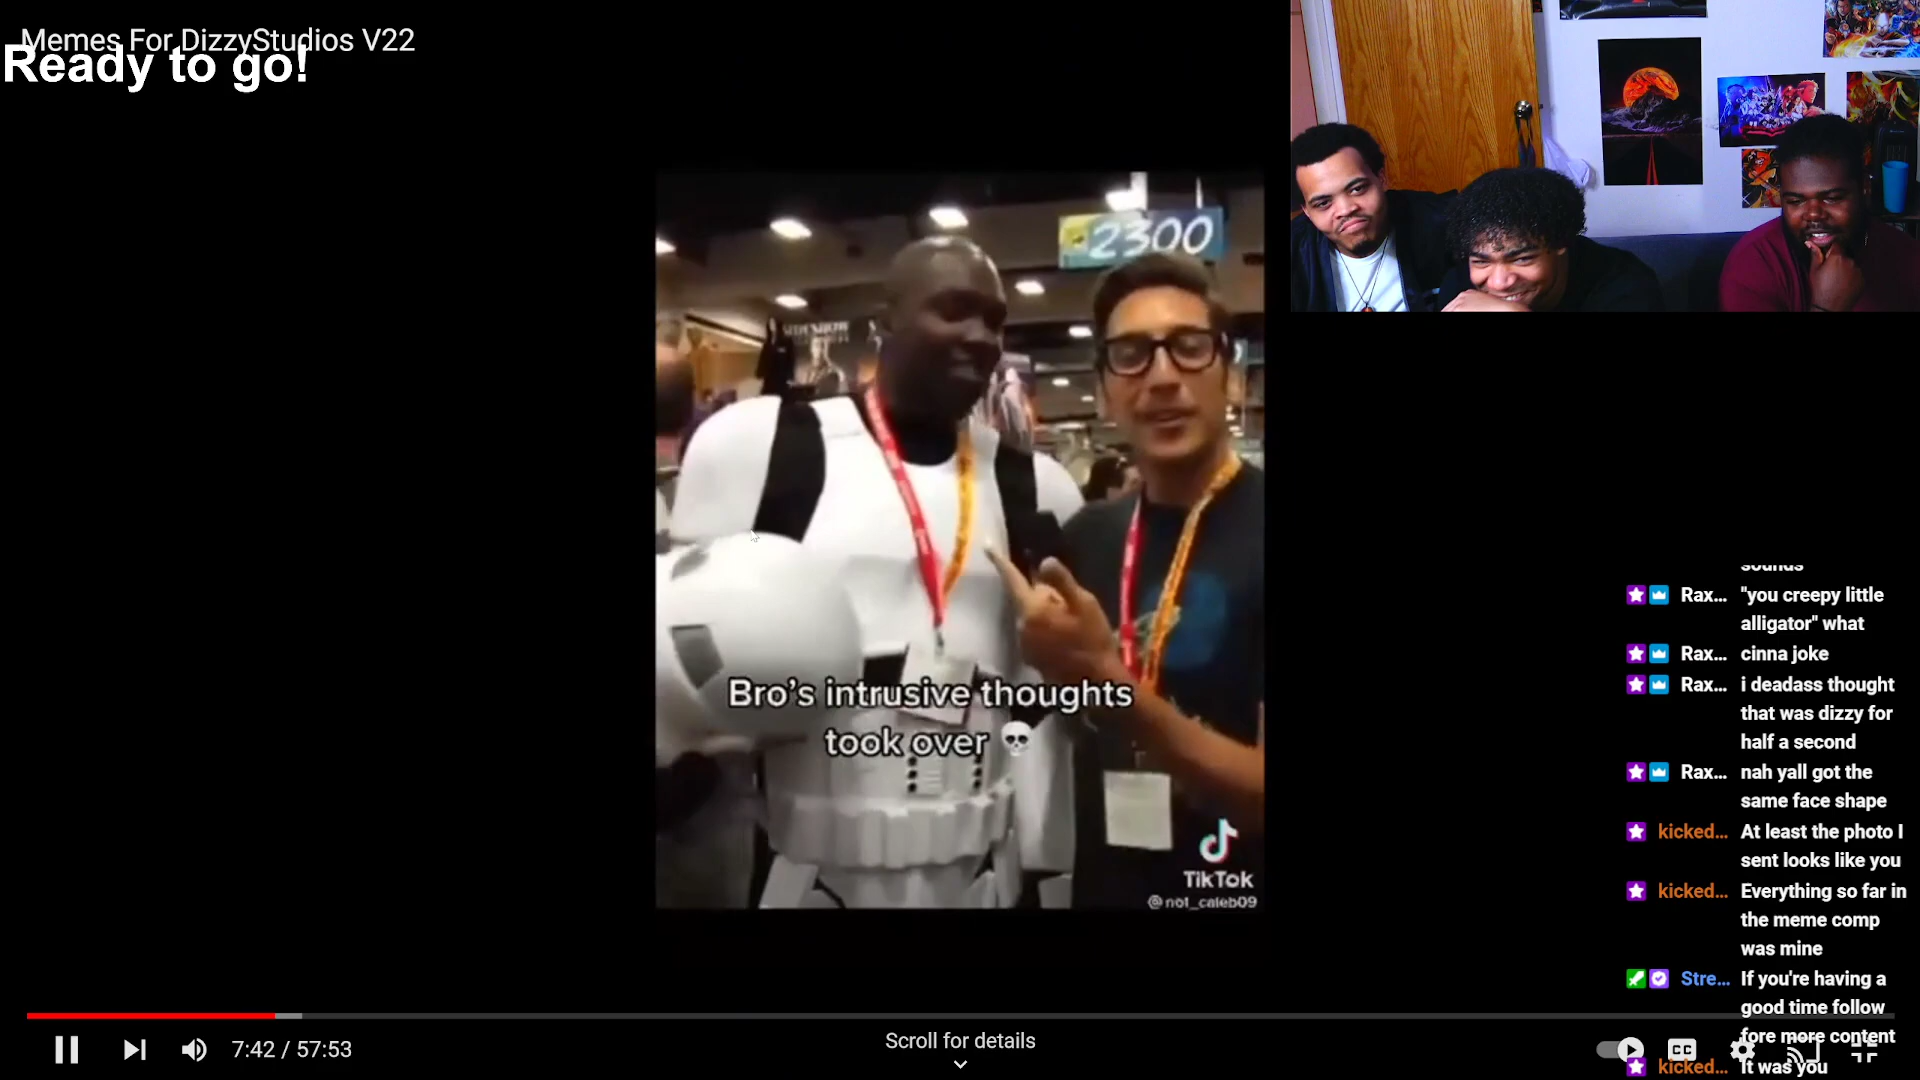 Memes For DizzyStudios V22
Ready to go!
2300
SIDESHOW
Bro's intrusive thoughts
took over 💀
TikTok
@not_caleb09
sounds
Rax... "you creepy little
alligator" what
Rax... cinna joke
Rax... i deadass thought
that was dizzy for
half a second
Rax... nah yall got the
same face shape
kicked... At least the photo I
sent looks like you
kicked... Everything so far in
the meme comp
was mine
Stre... If you're having a
good time follow
fore more content
kicked... It was you
7:42 / 57:53
Scroll for details
CC